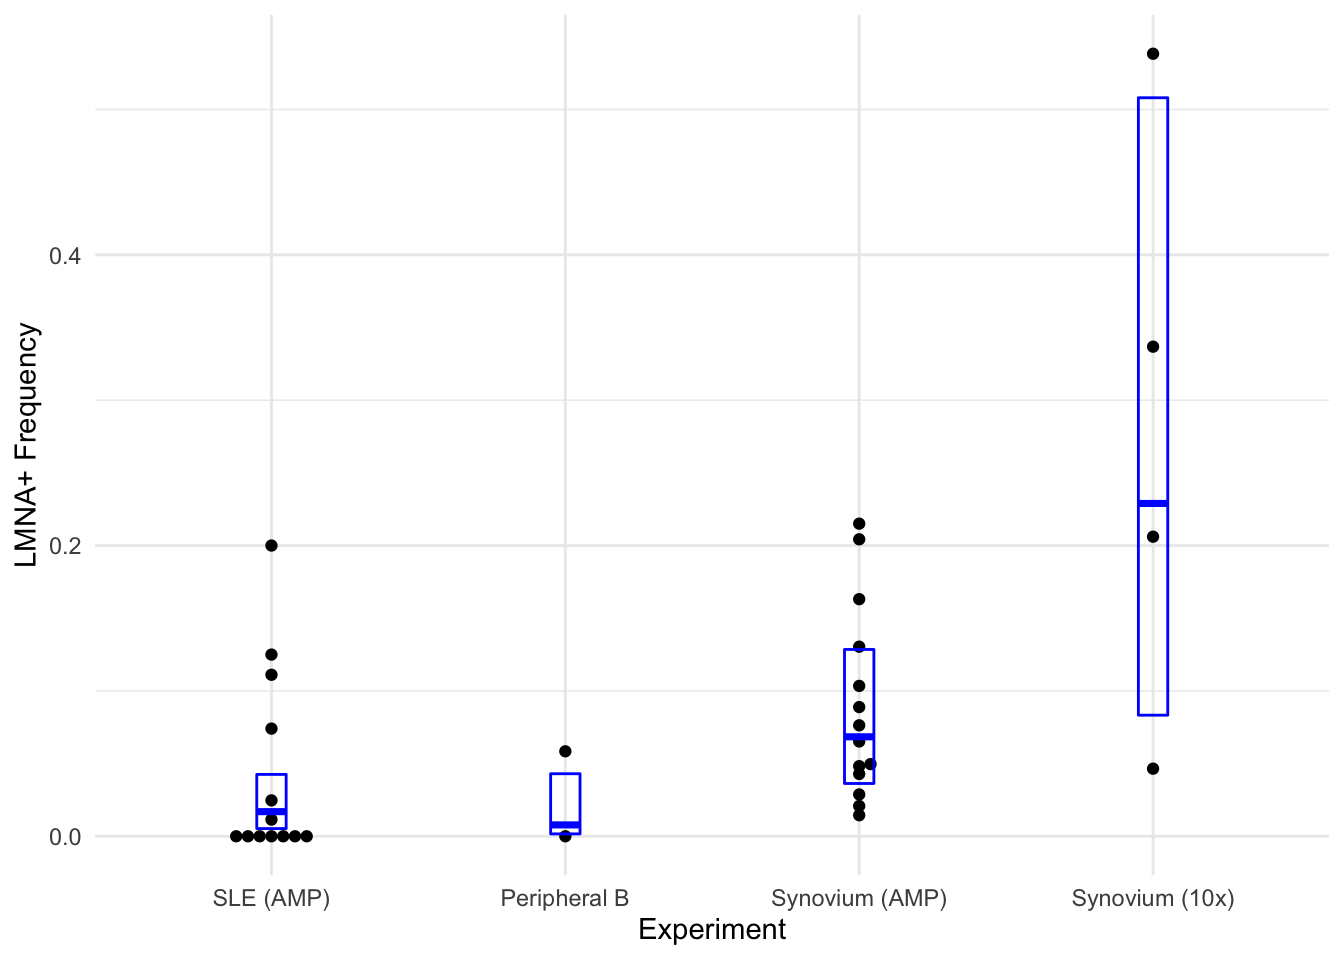 LMNA+ Frequency
0.4
0.2
0.0
SLE (AMP)
Peripheral B
Synovium (AMP)
Synovium (10x)
Experiment